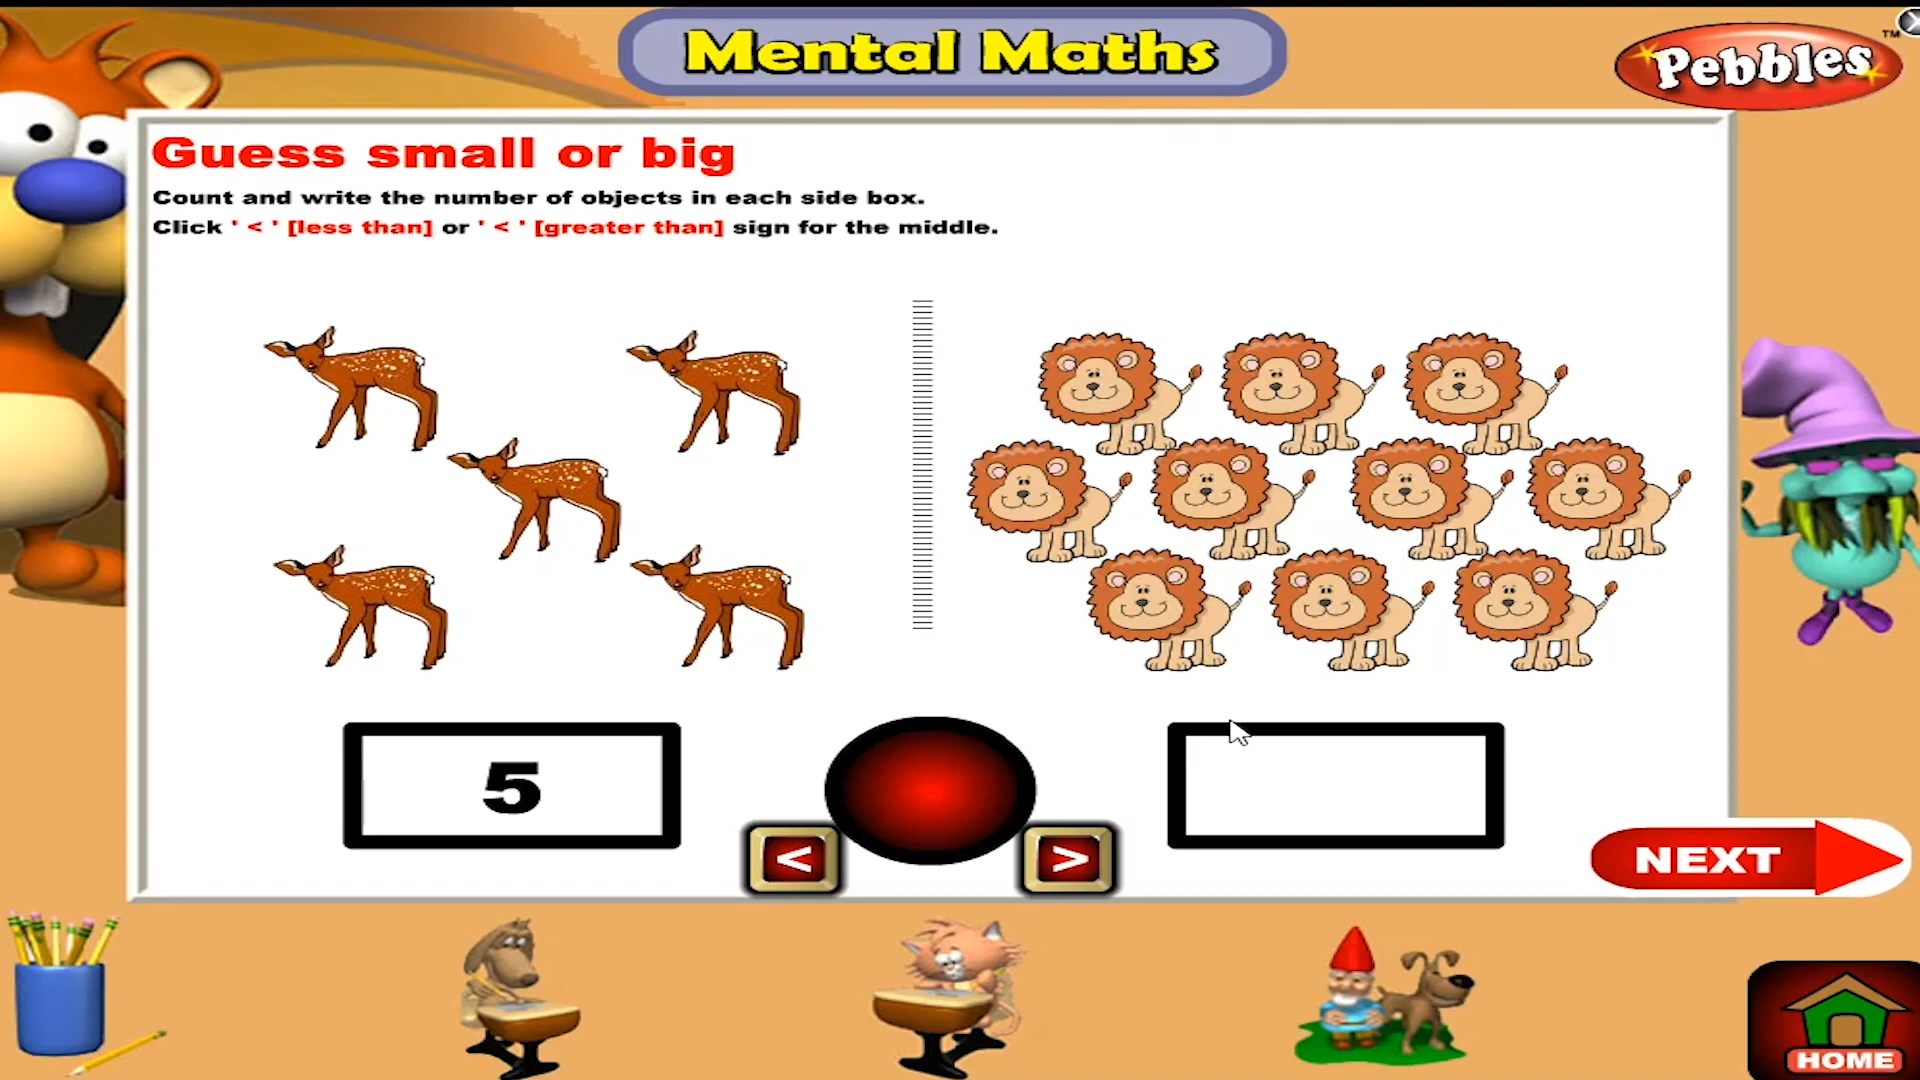 Mental Maths
Pebbles TM
Guess small or big
Count and write the number of objects in each side box.
Click ' < ' [less than] or ' < ' [greater than] sign for the middle.
5
< >
NEXT
HOME